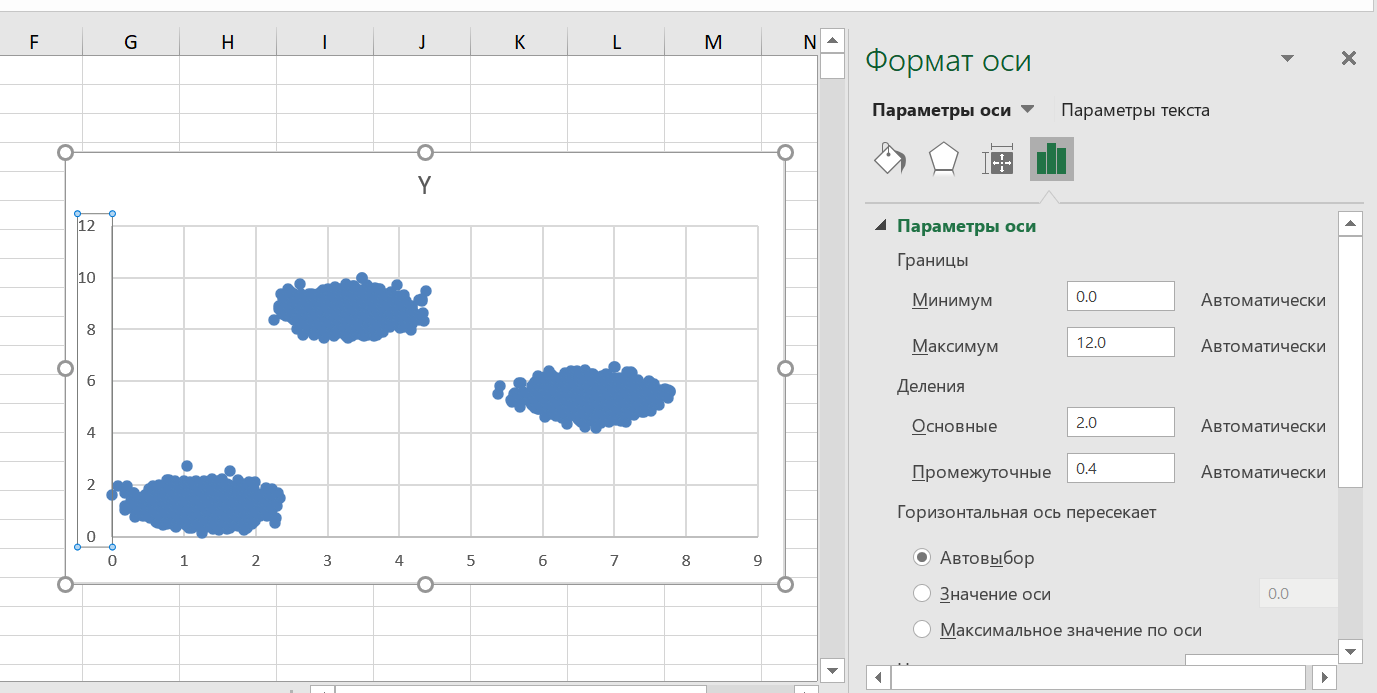 F G H I J K L M N
Y
12
10
8
6
4
2
0
0 1 2 3 4 5 6 7 8 9
Формат оси
Параметры оси Параметры текста
Параметры оси
Границы
Минимум 0.0 Автоматически
Максимум 12.0 Автоматически
Деления
Основные 2.0 Автоматически
Промежуточные 0.4 Автоматически
Горизонтальная ось пересекает
Автовыбор
Значение оси 0.0
Максимальное значение по оси